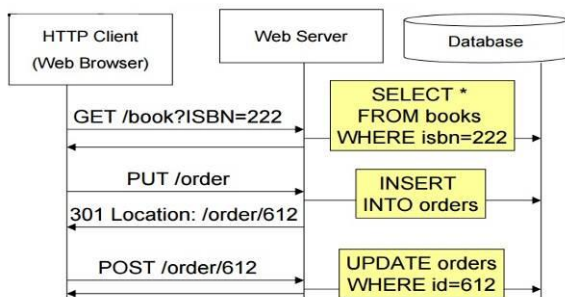 HTTP Client
(Web Browser)
Web Server
Database
GET /book?ISBN=222
SELECT *
FROM books
WHERE isbn=222
PUT /order
INSERT
INTO orders
301 Location: /order/612
POST /order/612
UPDATE orders
WHERE id=612